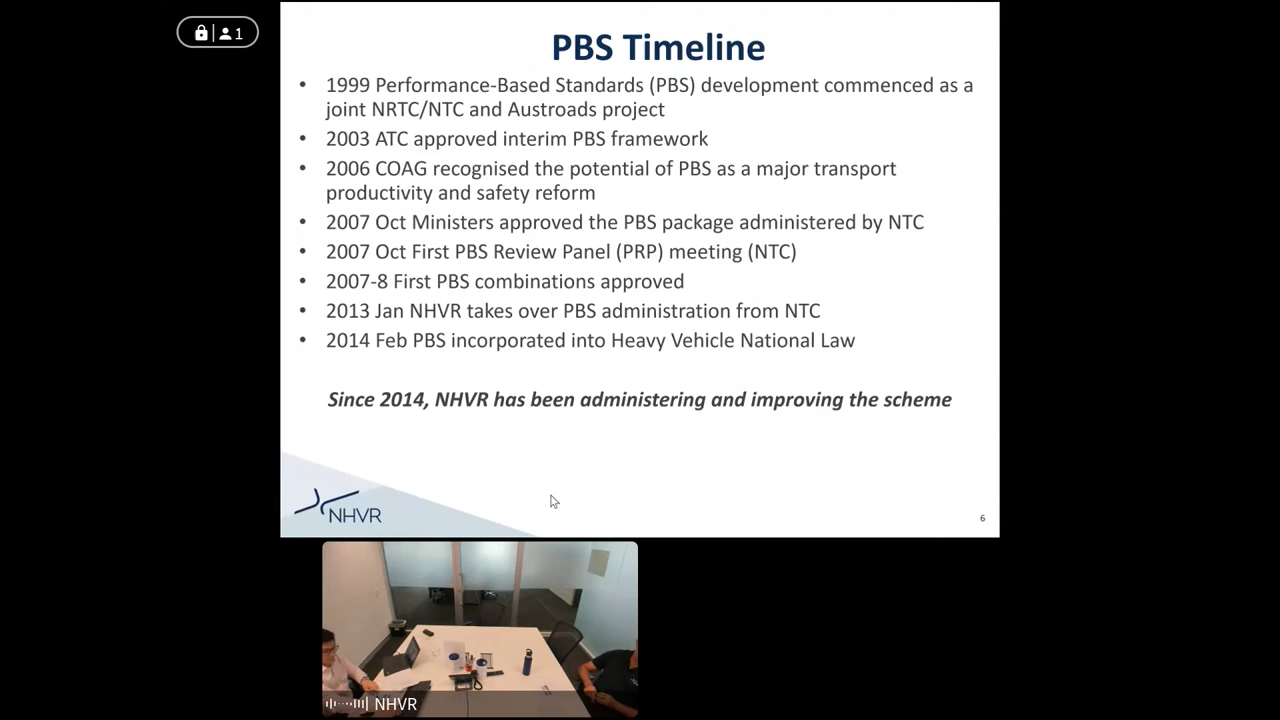 1
PBS Timeline
• 1999 Performance-Based Standards (PBS) development commenced as a
joint NRTC/NTC and Austroads project
• 2003 ATC approved interim PBS framework
• 2006 COAG recognised the potential of PBS as a major transport
productivity and safety reform
• 2007 Oct Ministers approved the PBS package administered by NTC
• 2007 Oct First PBS Review Panel (PRP) meeting (NTC)
• 2007-8 First PBS combinations approved
• 2013 Jan NHVR takes over PBS administration from NTC
• 2014 Feb PBS incorporated into Heavy Vehicle National Law
Since 2014, NHVR has been administering and improving the scheme
NHVR
6
NHVR